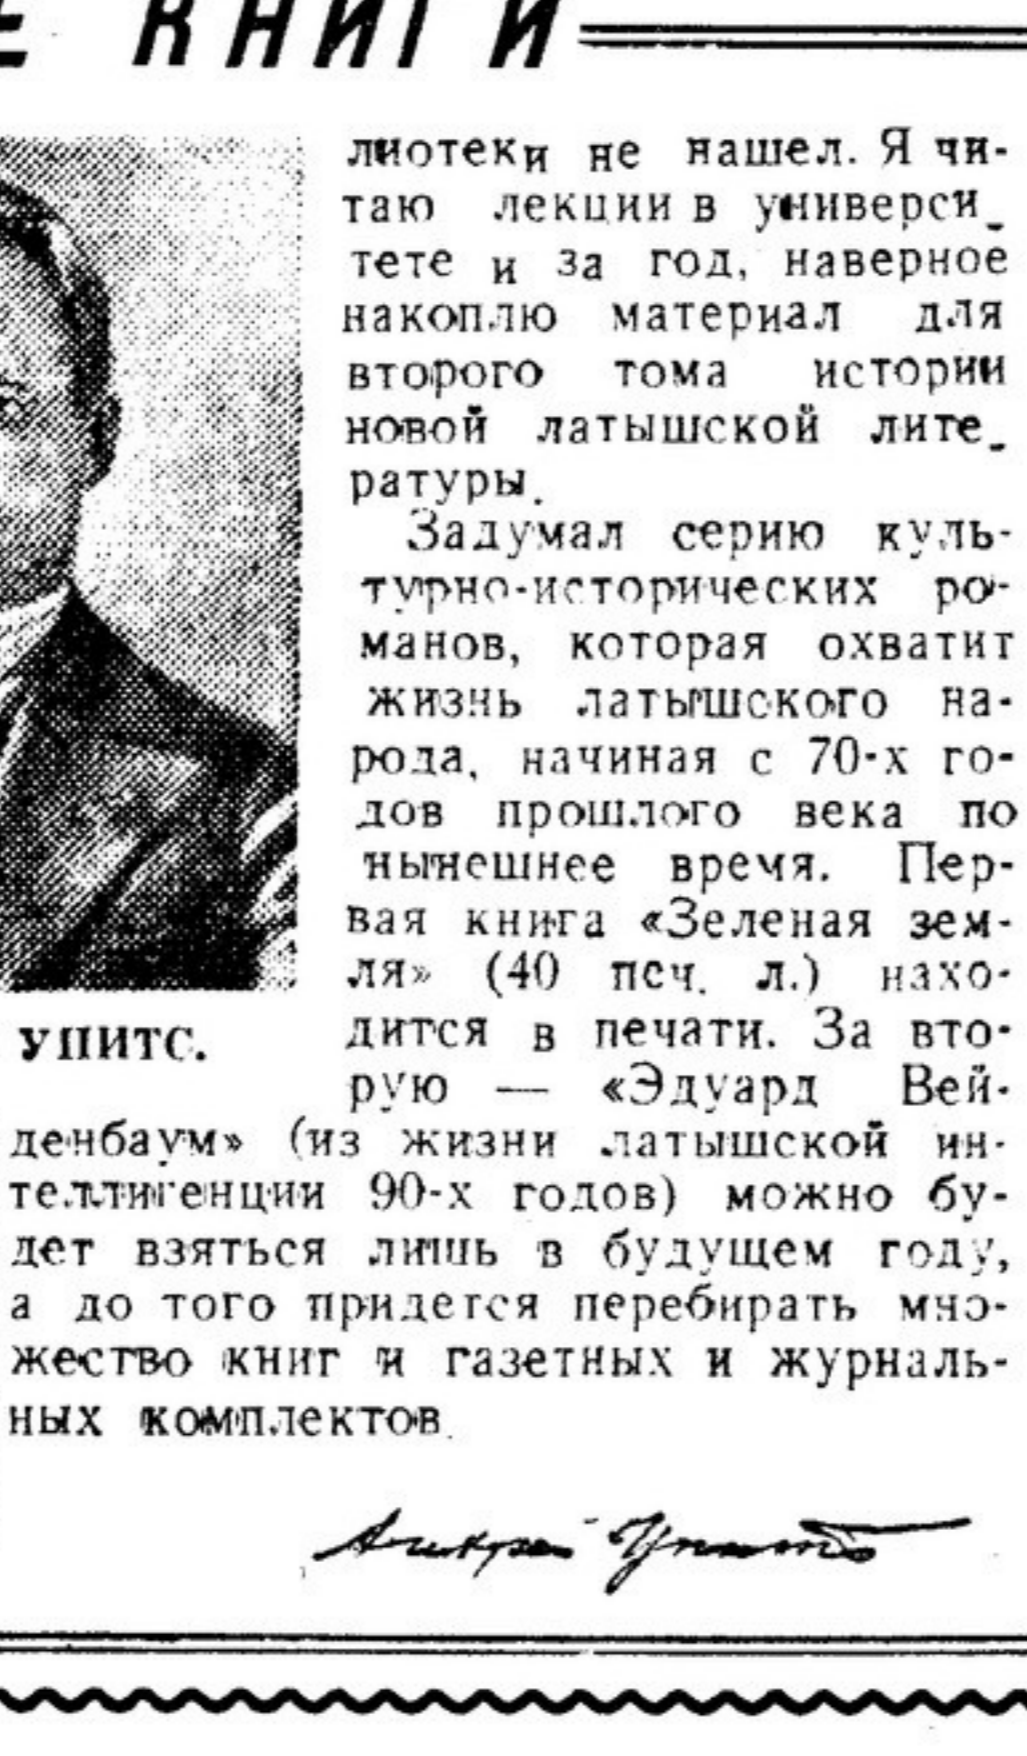 Е КНИГИ
лиотеки не нашел. Я чи-
таю лекции в универси-
тете и за год, наверное
накоплю материал для
второго тома истории
новой латышской лите-
ратуры.
Задумал серию куль-
турно-исторических ро-
манов, которая охватит
жизнь латышского на-
рода, начиная с 70-х го-
дов прошлого века по
нынешнее время. Пер-
вая книга «Зеленая зем-
ля» (40 печ. л.) нахо-
дится в печати. За вто-
рую — «Эдуард Вей-
УПИТС.
денбаум» (из жизни латышской ин-
теллигенции 90-х годов) можно бу-
дет взяться лишь в будущем году,
а до того придется перебирать мно-
жество книг и газетных и журналь-
ных комплектов.
Андрей Упитс